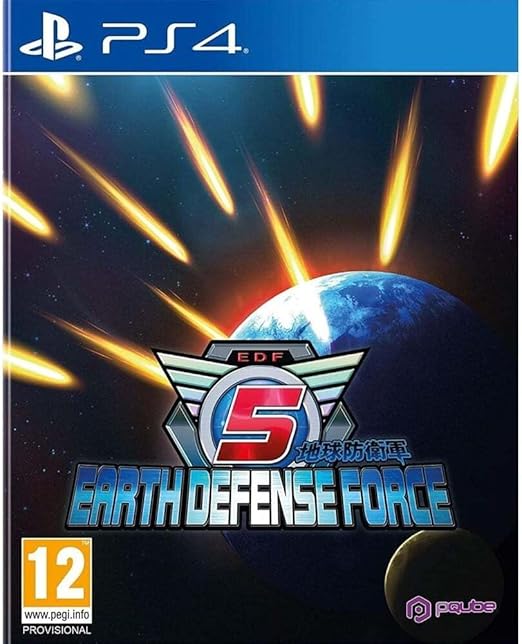 PS4
EDF
5
地球防衛軍
EARTH DEFENSE FORCE
12
www.pegi.info
PROVISIONAL
PQube